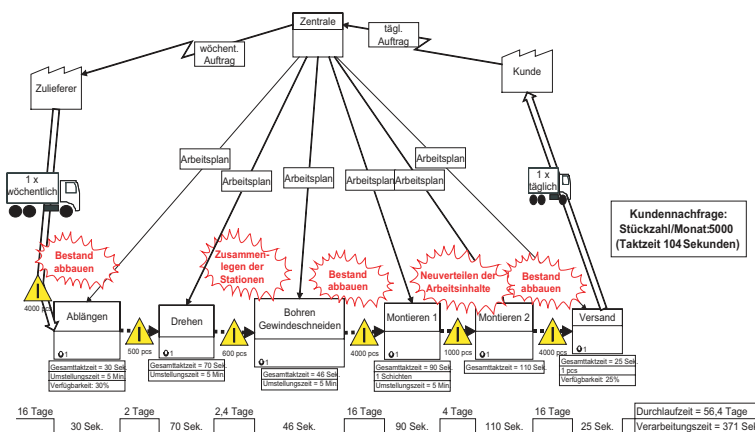 Zentrale
wöchent.
Auftrag
tägl.
Auftrag
Zulieferer
Kunde
Arbeitsplan
Arbeitsplan
Arbeitsplan
Arbeitsplan
Arbeitsplan
Arbeitsplan
1 x
wöchentlich
1 x
täglich
Kundennachfrage:
Stückzahl/Monat:5000
(Taktzeit 104 Sekunden)
Bestand
abbauen
Zusammen-
legen der
Stationen
Bestand
abbauen
Neuverteilen der
Arbeitsinhalte
Bestand
abbauen
4000 pcs
Ablängen
1
Gesamttaktzeit = 30 Sek.
Umstellungszeit = 5 Min.
Verfügbarkeit: 30%
500 pcs
Drehen
1
Gesamttaktzeit = 70 Sek.
Umstellungszeit = 5 Min.
600 pcs
Bohren
Gewindeschneiden
1
Gesamttaktzeit = 46 Sek.
Umstellungszeit = 5 Min.
4000 pcs
Montieren 1
1
Gesamttaktzeit = 90 Sek.
1 Schichten
Umstellungszeit = 5 Min.
1000 pcs
Montieren 2
1
Gesamttaktzeit = 110 Sek.
4000 pcs
Versand
1
Gesamttaktzeit = 25 Sek.
1 pcs
Verfügbarkeit: 25%
16 Tage
2 Tage
2,4 Tage
16 Tage
4 Tage
16 Tage
Durchlaufzeit = 56,4 Tage
30 Sek.
70 Sek.
46 Sek.
90 Sek.
110 Sek.
25 Sek.
Verarbeitungszeit = 371 Sek